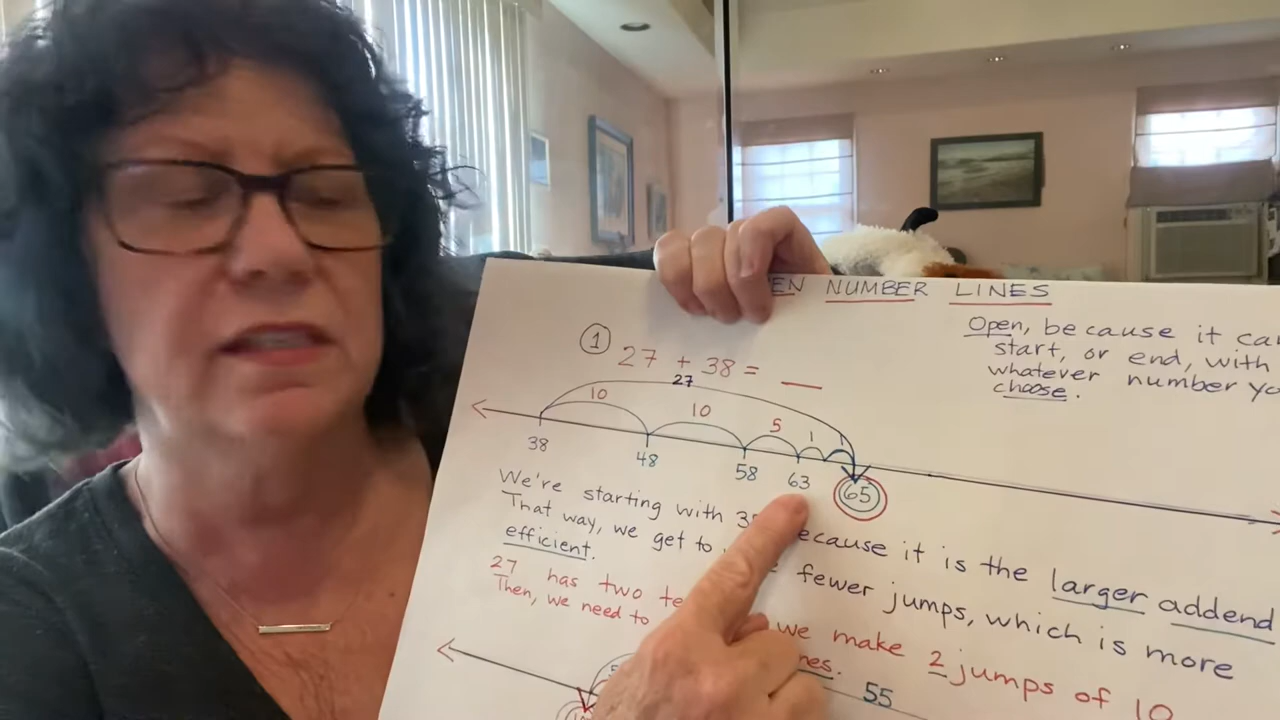 NUMBER LINES
① 27 + 38 = __
27
10 10 5 1 1
38 48 58 63 65
Open, because it
start, or end, with
whatever number
choose.
We're starting with because it is the larger addend
That way, we get to fewer jumps, which is more
efficient.
27 has two we make 2 jumps of 10
Then, we need to
55